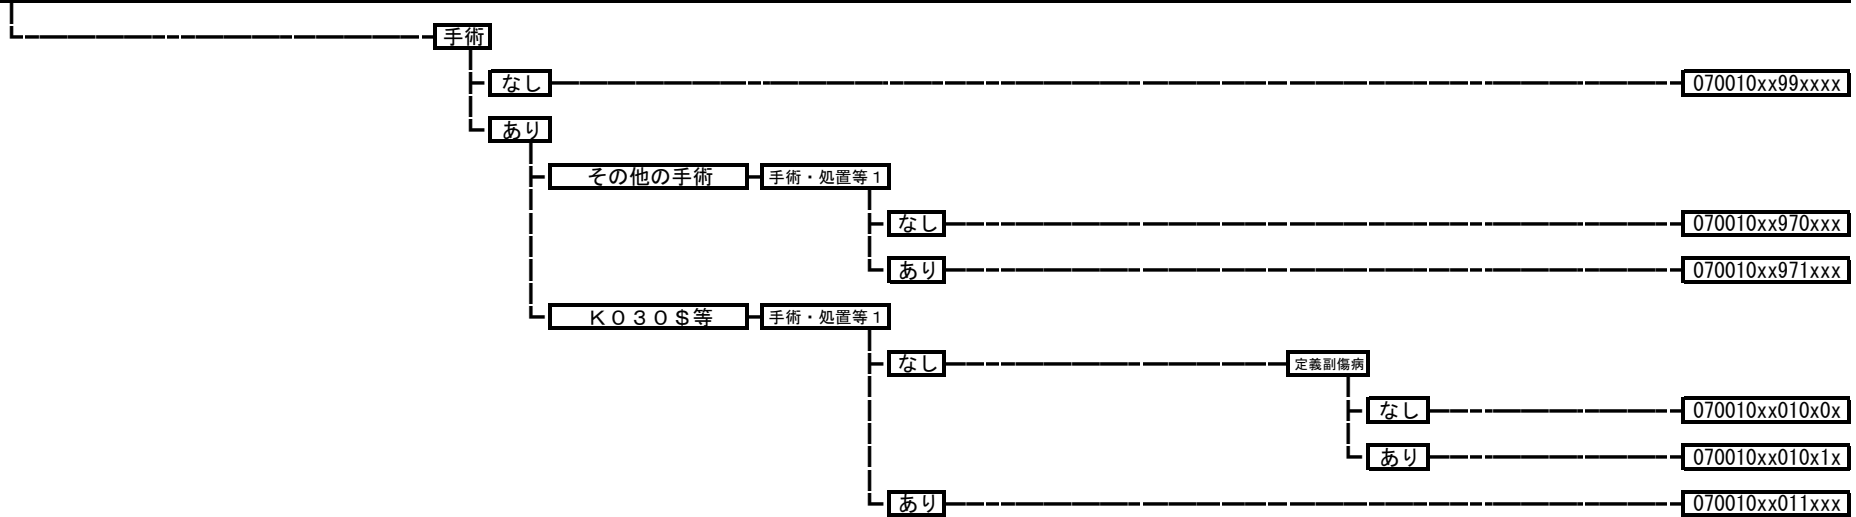 手術
なし 070010xx99xxxx
あり
その他の手術 手術・処置等1
なし 070010xx970xxx
あり 070010xx971xxx
K030$等 手術・処置等1
なし 定義副傷病
なし 070010xx010x0x
あり 070010xx010x1x
あり 070010xx011xxx